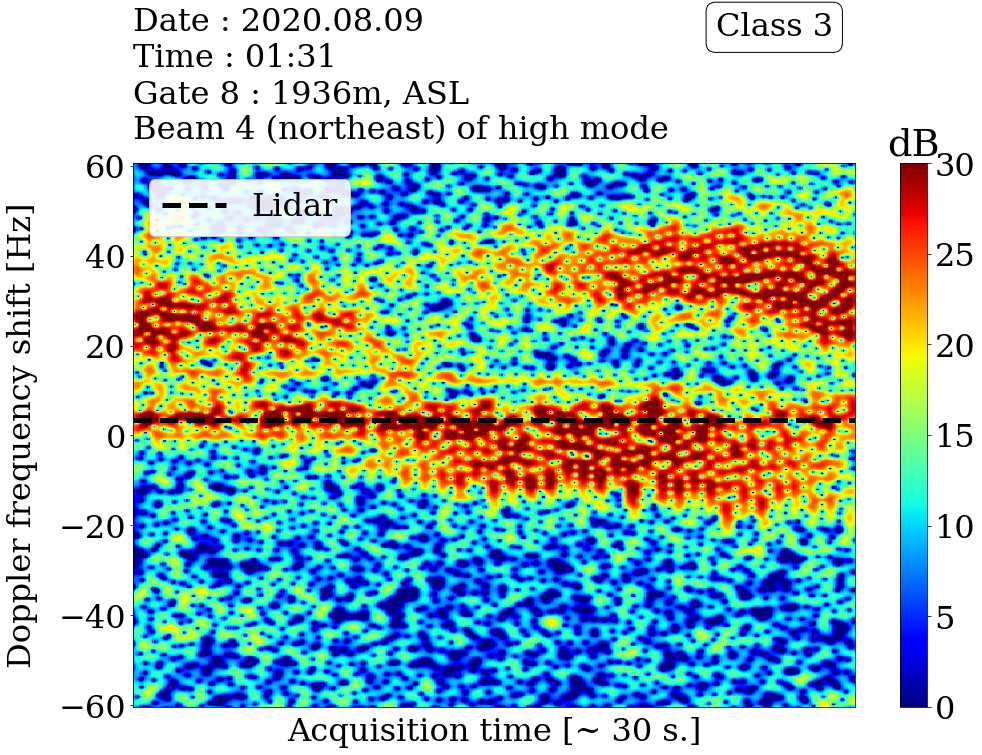 Date : 2020.08.09
Time : 01:31
Gate 8 : 1936m, ASL
Beam 4 (northeast) of high mode
Class 3
dB
60
40
20
0
−20
−40
−60
Lidar
Doppler frequency shift [Hz]
Acquisition time [~ 30 s.]
30
25
20
15
10
5
0